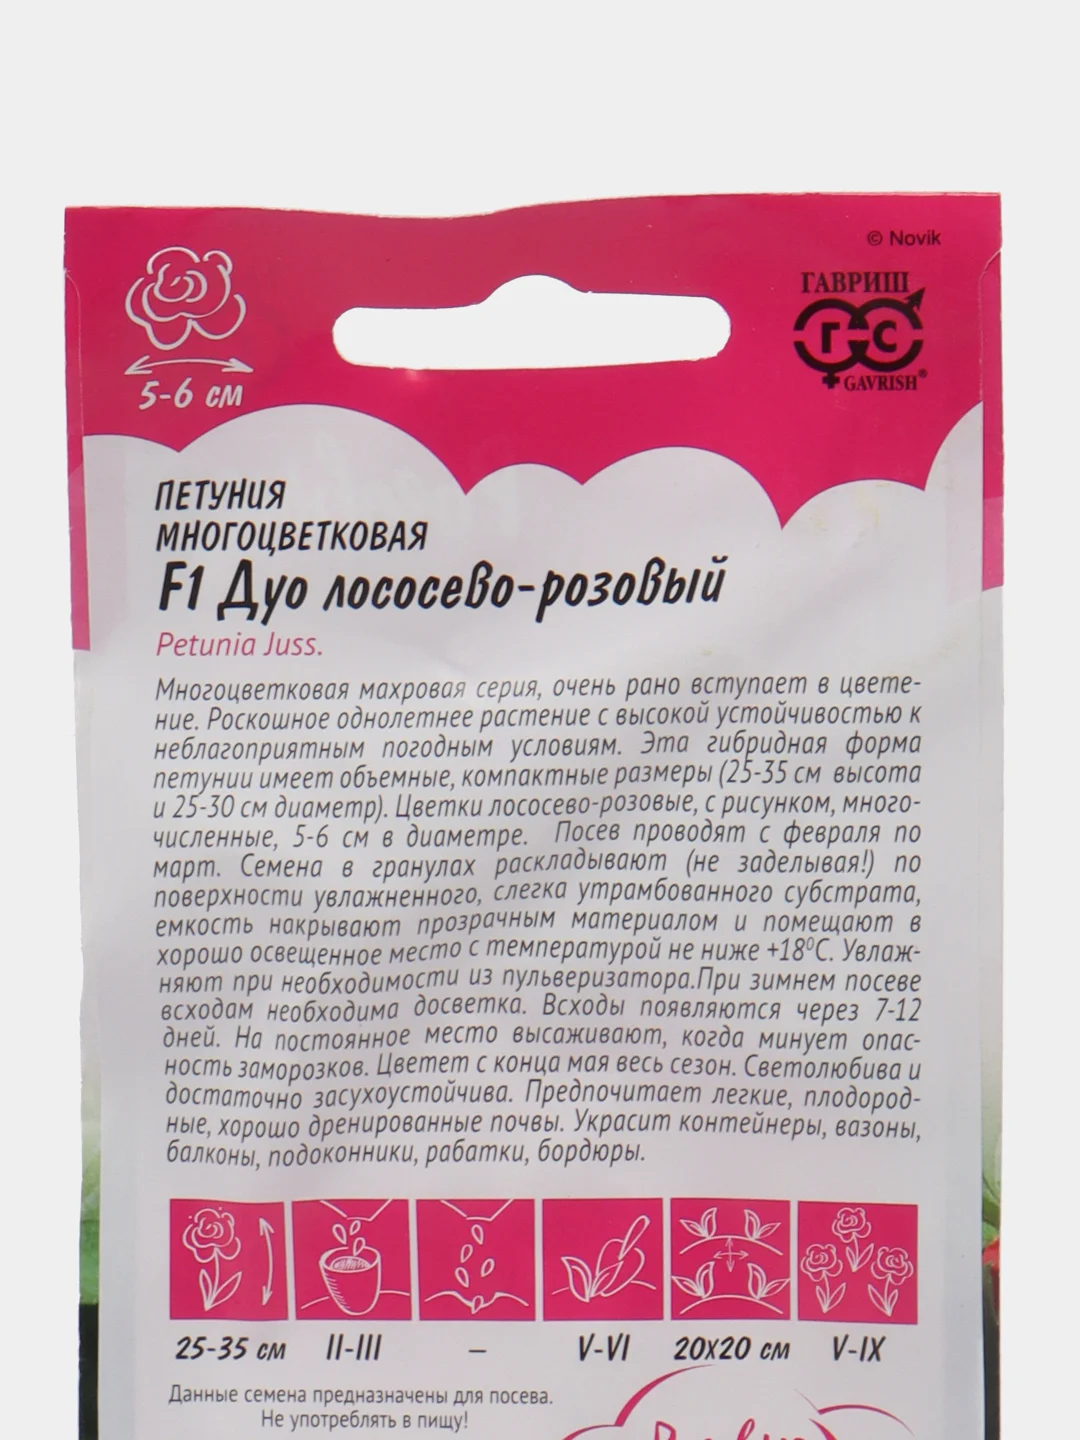 © Novik
ГАВРИШ
ГС
GAVRISH®
5-6 см
ПЕТУНИЯ
МНОГОЦВЕТКОВАЯ
F1 Дуо лососево-розовый
Petunia Juss.
Многоцветковая махровая серия, очень рано вступает в цвете-
ние. Роскошное однолетнее растение с высокой устойчивостью к
неблагоприятным погодным условиям. Эта гибридная форма
петунии имеет объемные, компактные размеры (25-35 см высота
и 25-30 см диаметр). Цветки лососево-розовые, с рисунком, много-
численные, 5-6 см в диаметре. Посев проводят с февраля по
март. Семена в гранулах раскладывают (не заделывая!) по
поверхности увлажненного, слегка утрамбованного субстрата,
емкость накрывают прозрачным материалом и помещают в
хорошо освещенное место с температурой не ниже +18⁰С. Увлаж-
няют при необходимости из пульверизатора.При зимнем посеве
всходам необходима досветка. Всходы появляются через 7-12
дней. На постоянное место высаживают, когда минует опас-
ность заморозков. Цветет с конца мая весь сезон. Светолюбива и
достаточно засухоустойчива. Предпочитает легкие, плодород-
ные, хорошо дренированные почвы. Украсит контейнеры, вазоны,
балконы, подоконники, рабатки, бордюры.
25-35 см II-III – V-VI 20х20 см V-IX
Данные семена предназначены для посева.
Не употреблять в пищу!